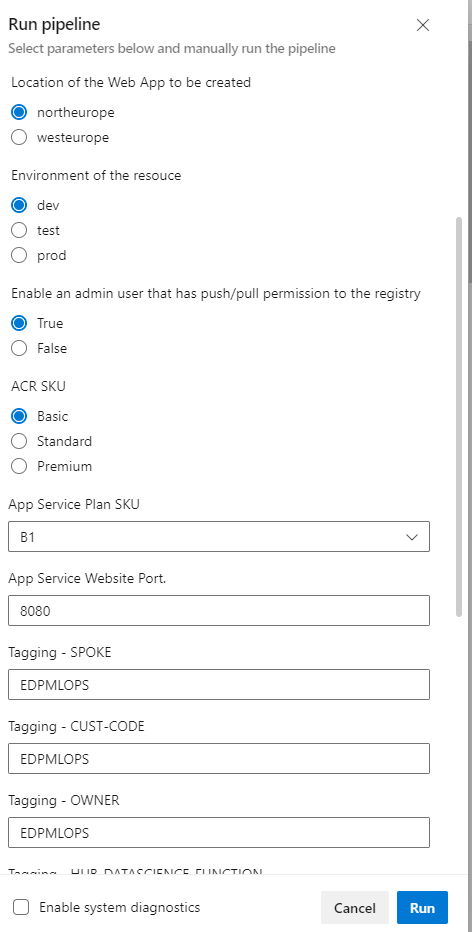 Run pipeline
Select parameters below and manually run the pipeline
Location of the Web App to be created
northeurope
westeurope
Environment of the resouce
dev
test
prod
Enable an admin user that has push/pull permission to the registry
True
False
ACR SKU
Basic
Standard
Premium
App Service Plan SKU
B1
App Service Website Port.
8080
Tagging - SPOKE
EDPMLOPS
Tagging - CUST-CODE
EDPMLOPS
Tagging - OWNER
EDPMLOPS
Tagging - HUB-DATASCIENCE-FUNCTION
Enable system diagnostics
Cancel
Run